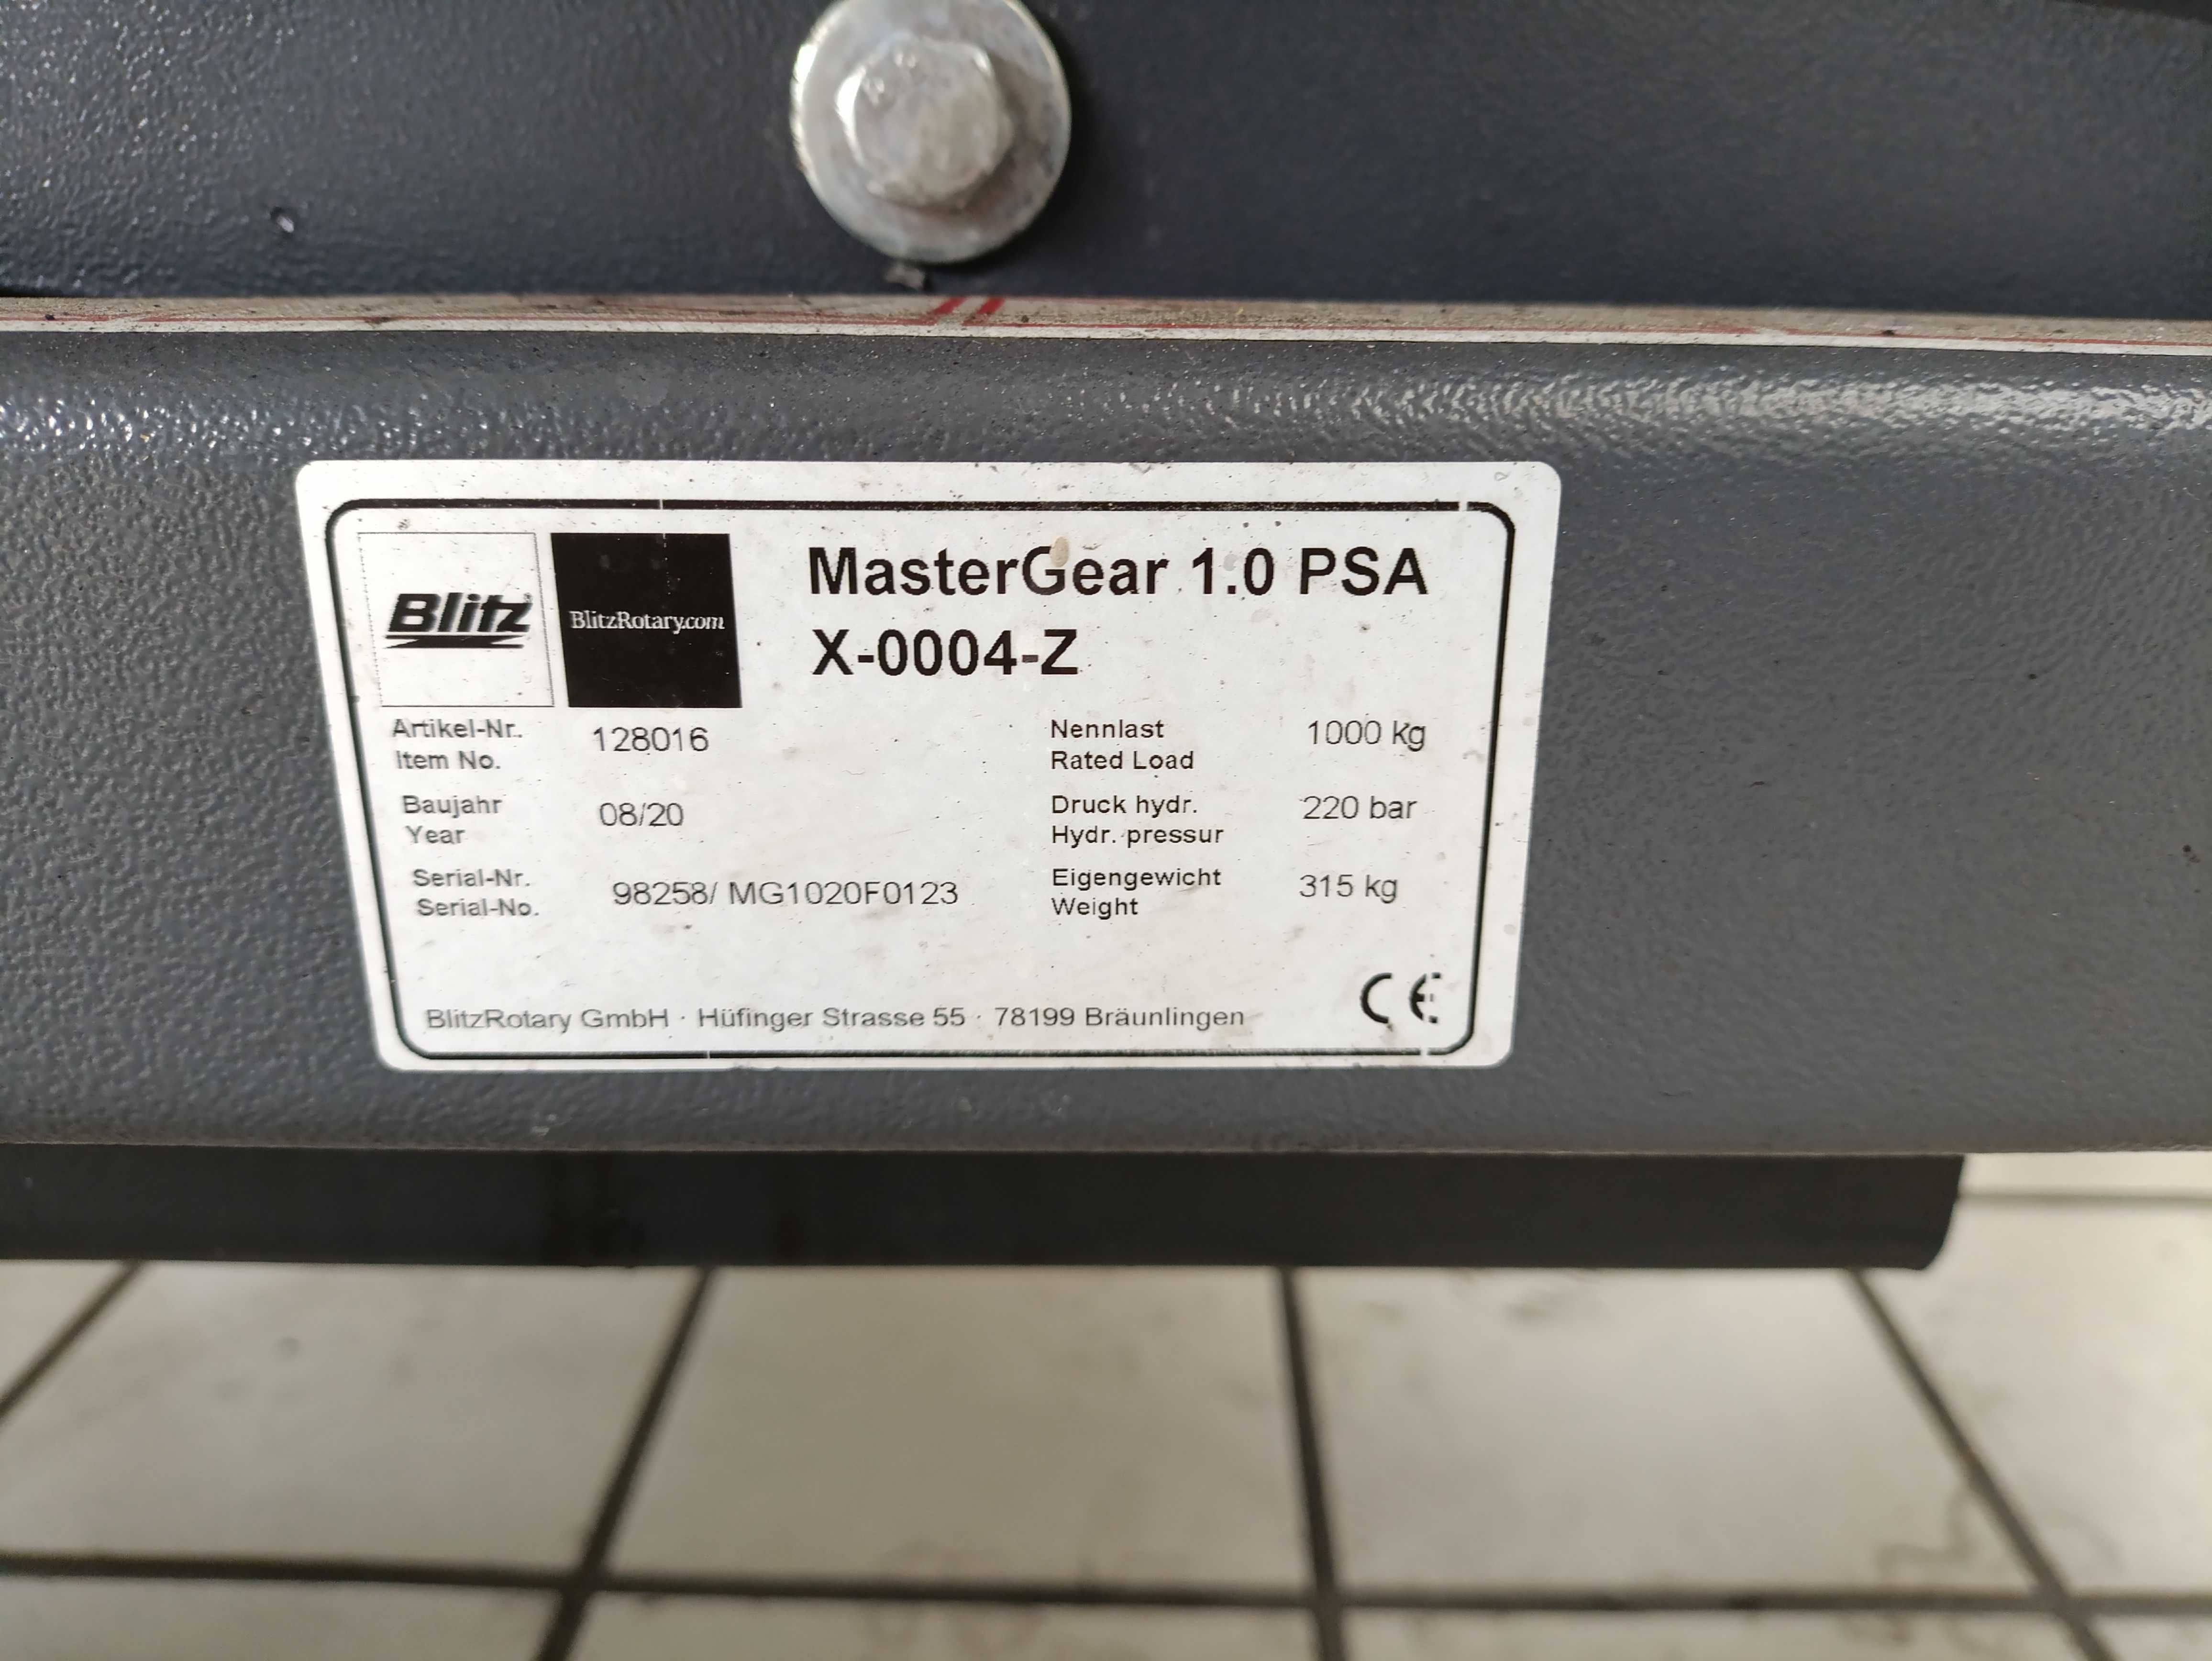 Blitz
BlitzRotary.com
MasterGear 1.0 PSA
X-0004-Z
Artikel-Nr.
Item No.
128016
Nennlast
Rated Load
1000 kg
Baujahr
Year
08/20
Druck hydr.
Hydr. pressur
220 bar
Serial-Nr.
Serial-No.
98258/ MG1020F0123
Eigengewicht
Weight
315 kg
BlitzRotary GmbH · Hüfinger Strasse 55 · 78199 Bräunlingen
CE